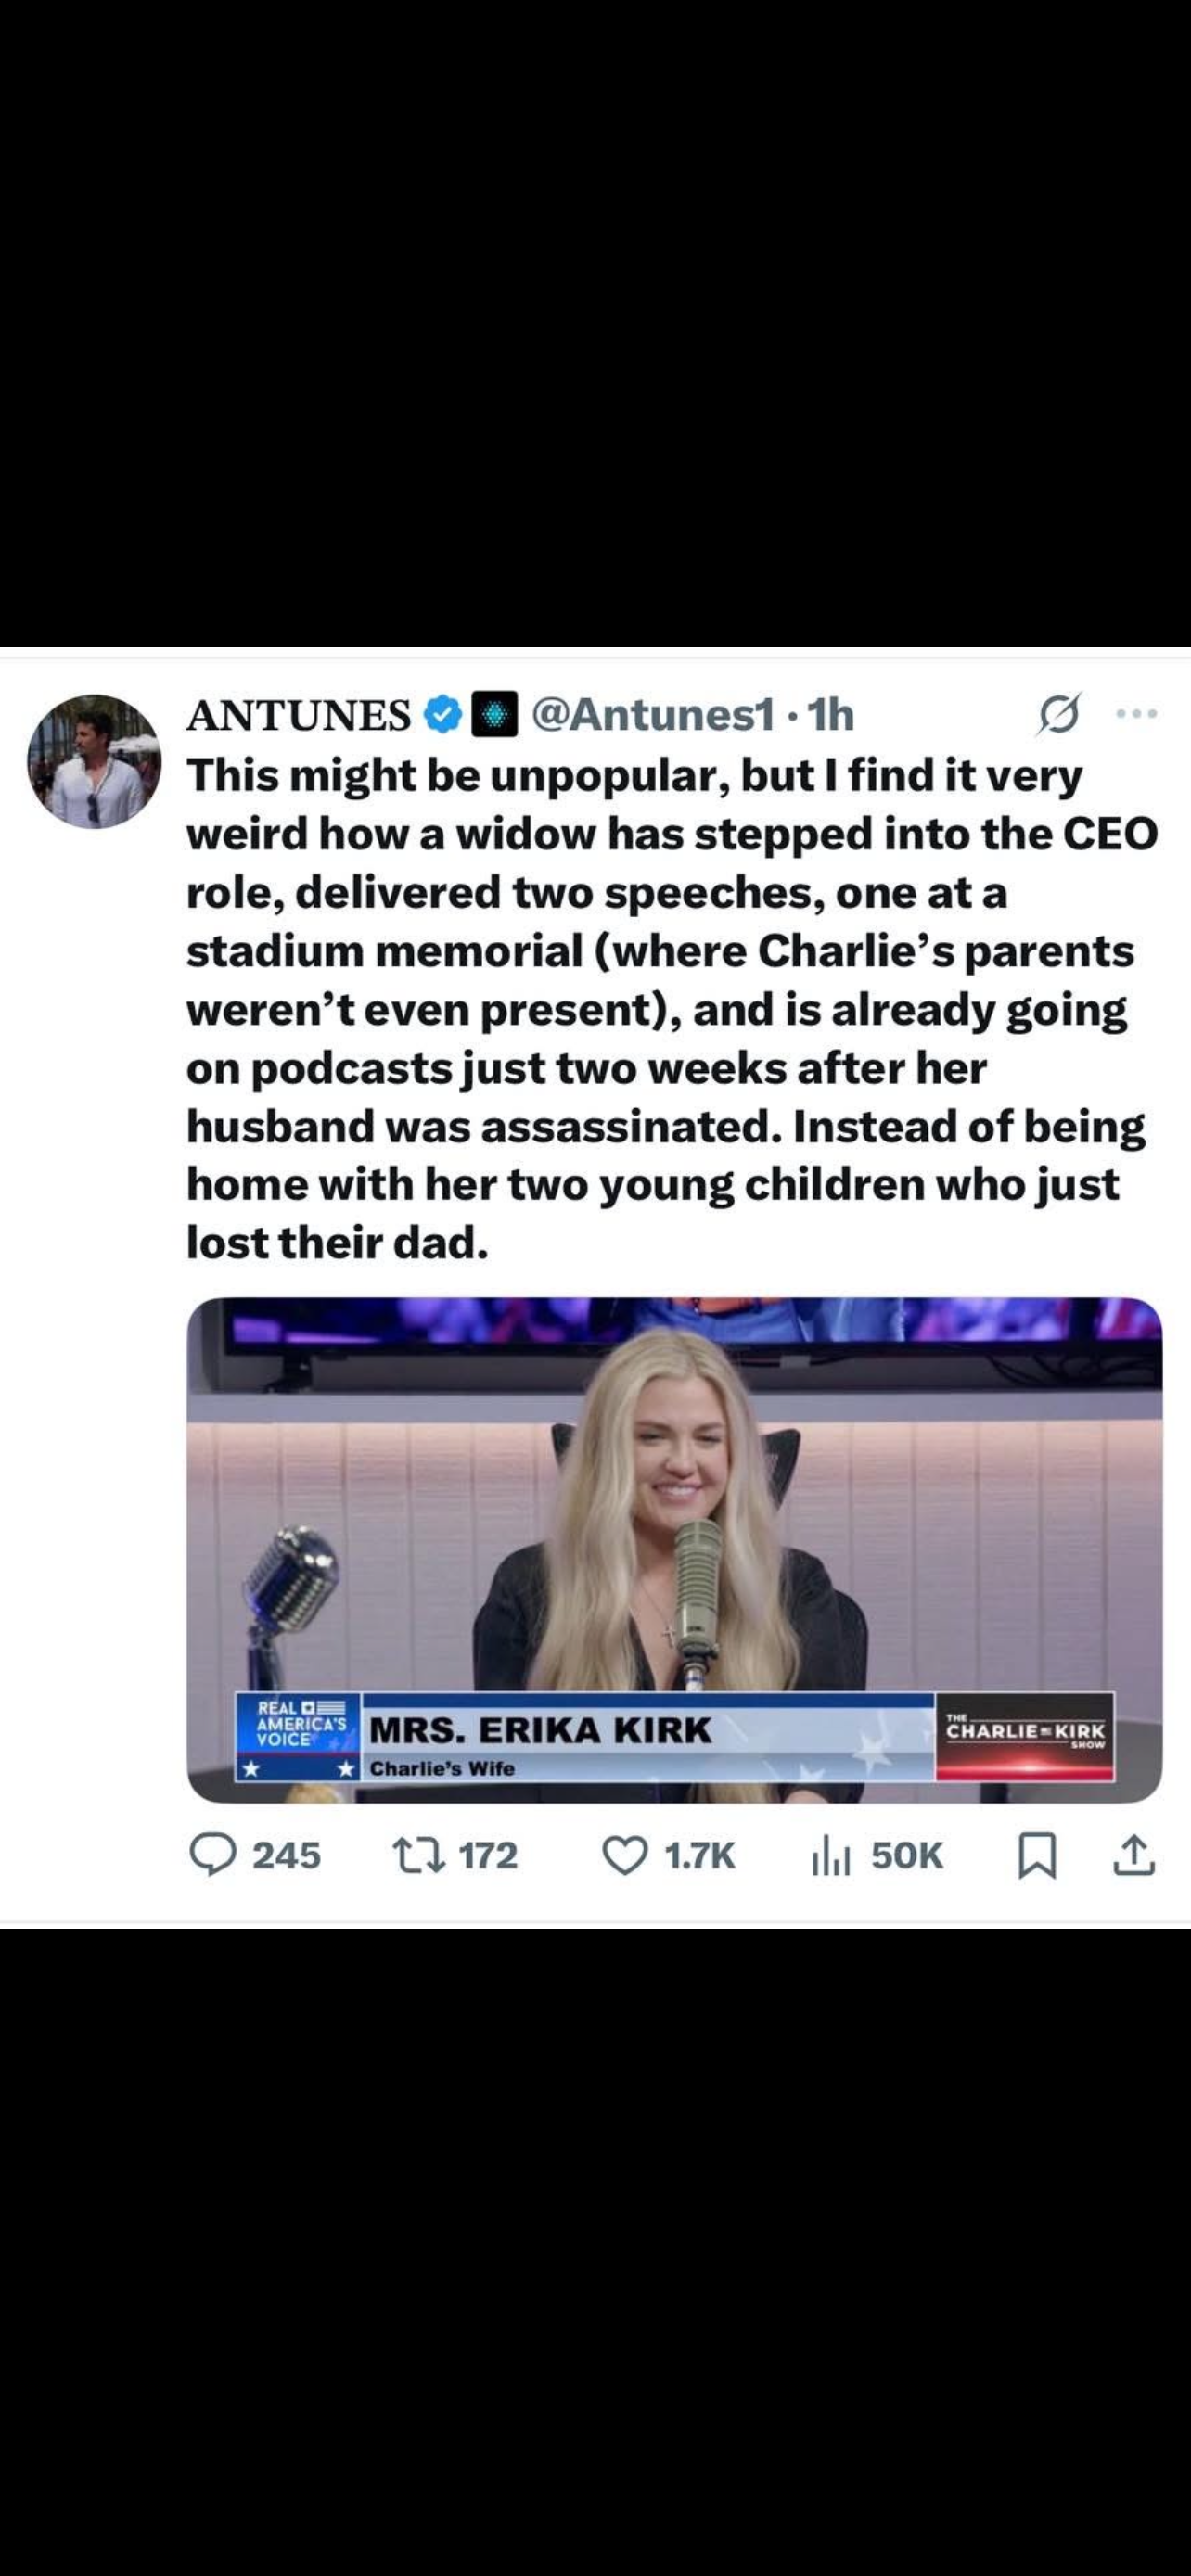 ANTUNES @Antunes1 · 1h
This might be unpopular, but I find it very
weird how a widow has stepped into the CEO
role, delivered two speeches, one at a
stadium memorial (where Charlie's parents
weren't even present), and is already going
on podcasts just two weeks after her
husband was assassinated. Instead of being
home with her two young children who just
lost their dad.
REAL
AMERICA'S
VOICE
MRS. ERIKA KIRK
Charlie's Wife
THE
CHARLIE KIRK
SHOW
245 172 1.7K 50K